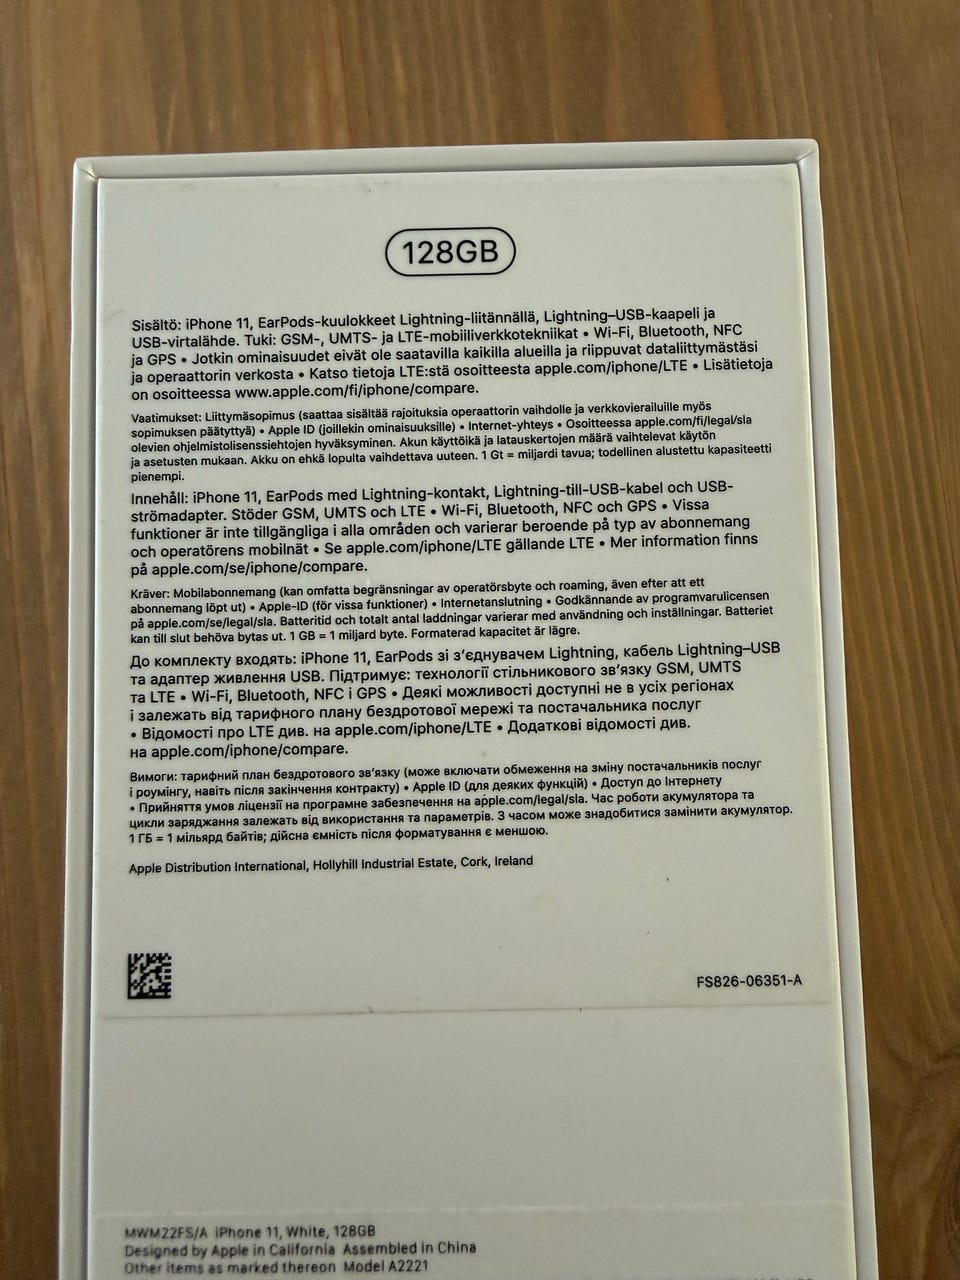 128GB
Sisältö: iPhone 11, EarPods-kuulokkeet Lightning-liitännällä, Lightning–USB-kaapeli ja
USB-virtalähde. Tuki: GSM-, UMTS- ja LTE-mobiiliverkkotekniikat • Wi-Fi, Bluetooth, NFC
ja GPS • Jotkin ominaisuudet eivät ole saatavilla kaikilla alueilla ja riippuvat dataliittymästäsi
ja operaattorin verkosta • Katso tietoja LTE:stä osoitteesta apple.com/iphone/LTE • Lisätietoja
on osoitteessa www.apple.com/fi/iphone/compare.
Vaatimukset: Liittymäsopimus (saattaa sisältää rajoituksia operaattorin vaihdolle ja verkkovierailuille myös
sopimuksen päätyttyä) • Apple ID (joillekin ominaisuuksille) • Internet-yhteys • Osoitteessa apple.com/fi/legal/sla
olevien ohjelmistolisenssiehtojen hyväksyminen. Akun käyttöikä ja latauskertojen määrä vaihtelevat käytön
ja asetusten mukaan. Akku on ehkä lopulta vaihdettava uuteen. 1 Gt = miljardi tavua; todellinen alustettu kapasiteetti
pienempi.
Innehåll: iPhone 11, EarPods med Lightning-kontakt, Lightning-till-USB-kabel och USB-
strömadapter. Stöder GSM, UMTS och LTE • Wi-Fi, Bluetooth, NFC och GPS • Vissa
funktioner är inte tillgängliga i alla områden och varierar beroende på typ av abonnemang
och operatörens mobilnät • Se apple.com/iphone/LTE gällande LTE • Mer information finns
på apple.com/se/iphone/compare.
Kräver: Mobilabonnemang (kan omfatta begränsningar av operatörsbyte och roaming, även efter att ett
abonnemang löpt ut) • Apple-ID (för vissa funktioner) • Internetanslutning • Godkännande av programvarulicensen
på apple.com/se/legal/sla. Batteritid och totalt antal laddningar varierar med användning och inställningar. Batteriet
kan till slut behöva bytas ut. 1 GB = 1 miljard byte. Formaterad kapacitet är lägre.
До комплекту входять: iPhone 11, EarPods зі з’єднувачем Lightning, кабель Lightning–USB
та адаптер живлення USB. Підтримує: технології стільникового зв’язку GSM, UMTS
та LTE • Wi-Fi, Bluetooth, NFC і GPS • Деякі можливості доступні не в усіх регіонах
і залежать від тарифного плану бездротової мережі та постачальника послуг
• Відомості про LTE див. на apple.com/iphone/LTE • Додаткові відомості див.
на apple.com/iphone/compare.
Вимоги: тарифний план бездротового зв’язку (може включати обмеження на зміну постачальників послуг
і роумінгу, навіть після закінчення контракту) • Apple ID (для деяких функцій) • Доступ до Інтернету
• Прийняття умов ліцензії на програмне забезпечення на apple.com/legal/sla. Час роботи акумулятора та
цикли заряджання залежать від використання та параметрів. З часом може знадобитися замінити акумулятор.
1 ГБ = 1 мільярд байтів; дійсна ємність після форматування є меншою.
Apple Distribution International, Hollyhill Industrial Estate, Cork, Ireland
FS826-06351-A
MWM22FS/A iPhone 11, White, 128GB
Designed by Apple in California Assembled in China
Other items as marked thereon Model A2221